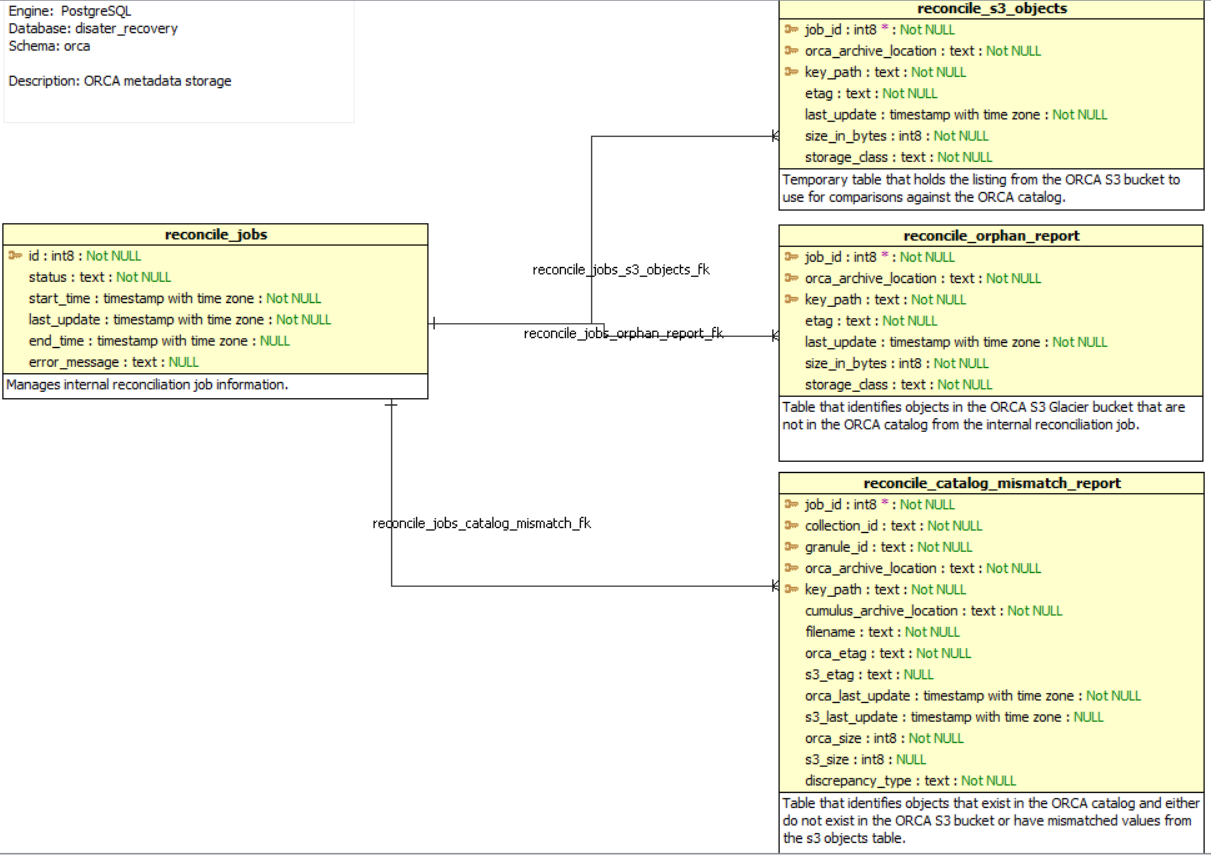 Engine: PostgreSQL
Database: disater_recovery
Schema: orca
Description: ORCA metadata storage
reconcile_jobs
id : int8 : Not NULL
status : text : Not NULL
start_time : timestamp with time zone : Not NULL
last_update : timestamp with time zone : Not NULL
end_time : timestamp with time zone : NULL
error_message : text : NULL
Manages internal reconciliation job information.
reconcile_jobs_s3_objects_fk
reconcile_jobs_orphan_report_fk
reconcile_jobs_catalog_mismatch_fk
reconcile_s3_objects
job_id : int8 * : Not NULL
orca_archive_location : text : Not NULL
key_path : text : Not NULL
etag : text : Not NULL
last_update : timestamp with time zone : Not NULL
size_in_bytes : int8 : Not NULL
storage_class : text : Not NULL
Temporary table that holds the listing from the ORCA S3 bucket to
use for comparisons against the ORCA catalog.
reconcile_orphan_report
job_id : int8 * : Not NULL
orca_archive_location : text : Not NULL
key_path : text : Not NULL
etag : text : Not NULL
last_update : timestamp with time zone : Not NULL
size_in_bytes : int8 : Not NULL
storage_class : text : Not NULL
Table that identifies objects in the ORCA S3 Glacier bucket that are
not in the ORCA catalog from the internal reconciliation job.
reconcile_catalog_mismatch_report
job_id : int8 * : Not NULL
collection_id : text : Not NULL
granule_id : text : Not NULL
orca_archive_location : text : Not NULL
key_path : text : Not NULL
cumulus_archive_location : text : Not NULL
filename : text : Not NULL
orca_etag : text : Not NULL
s3_etag : text : NULL
orca_last_update : timestamp with time zone : Not NULL
s3_last_update : timestamp with time zone : NULL
orca_size : int8 : Not NULL
s3_size : int8 : NULL
discrepancy_type : text : Not NULL
Table that identifies objects that exist in the ORCA catalog and either
do not exist in the ORCA S3 bucket or have mismatched values from
the s3 objects table.